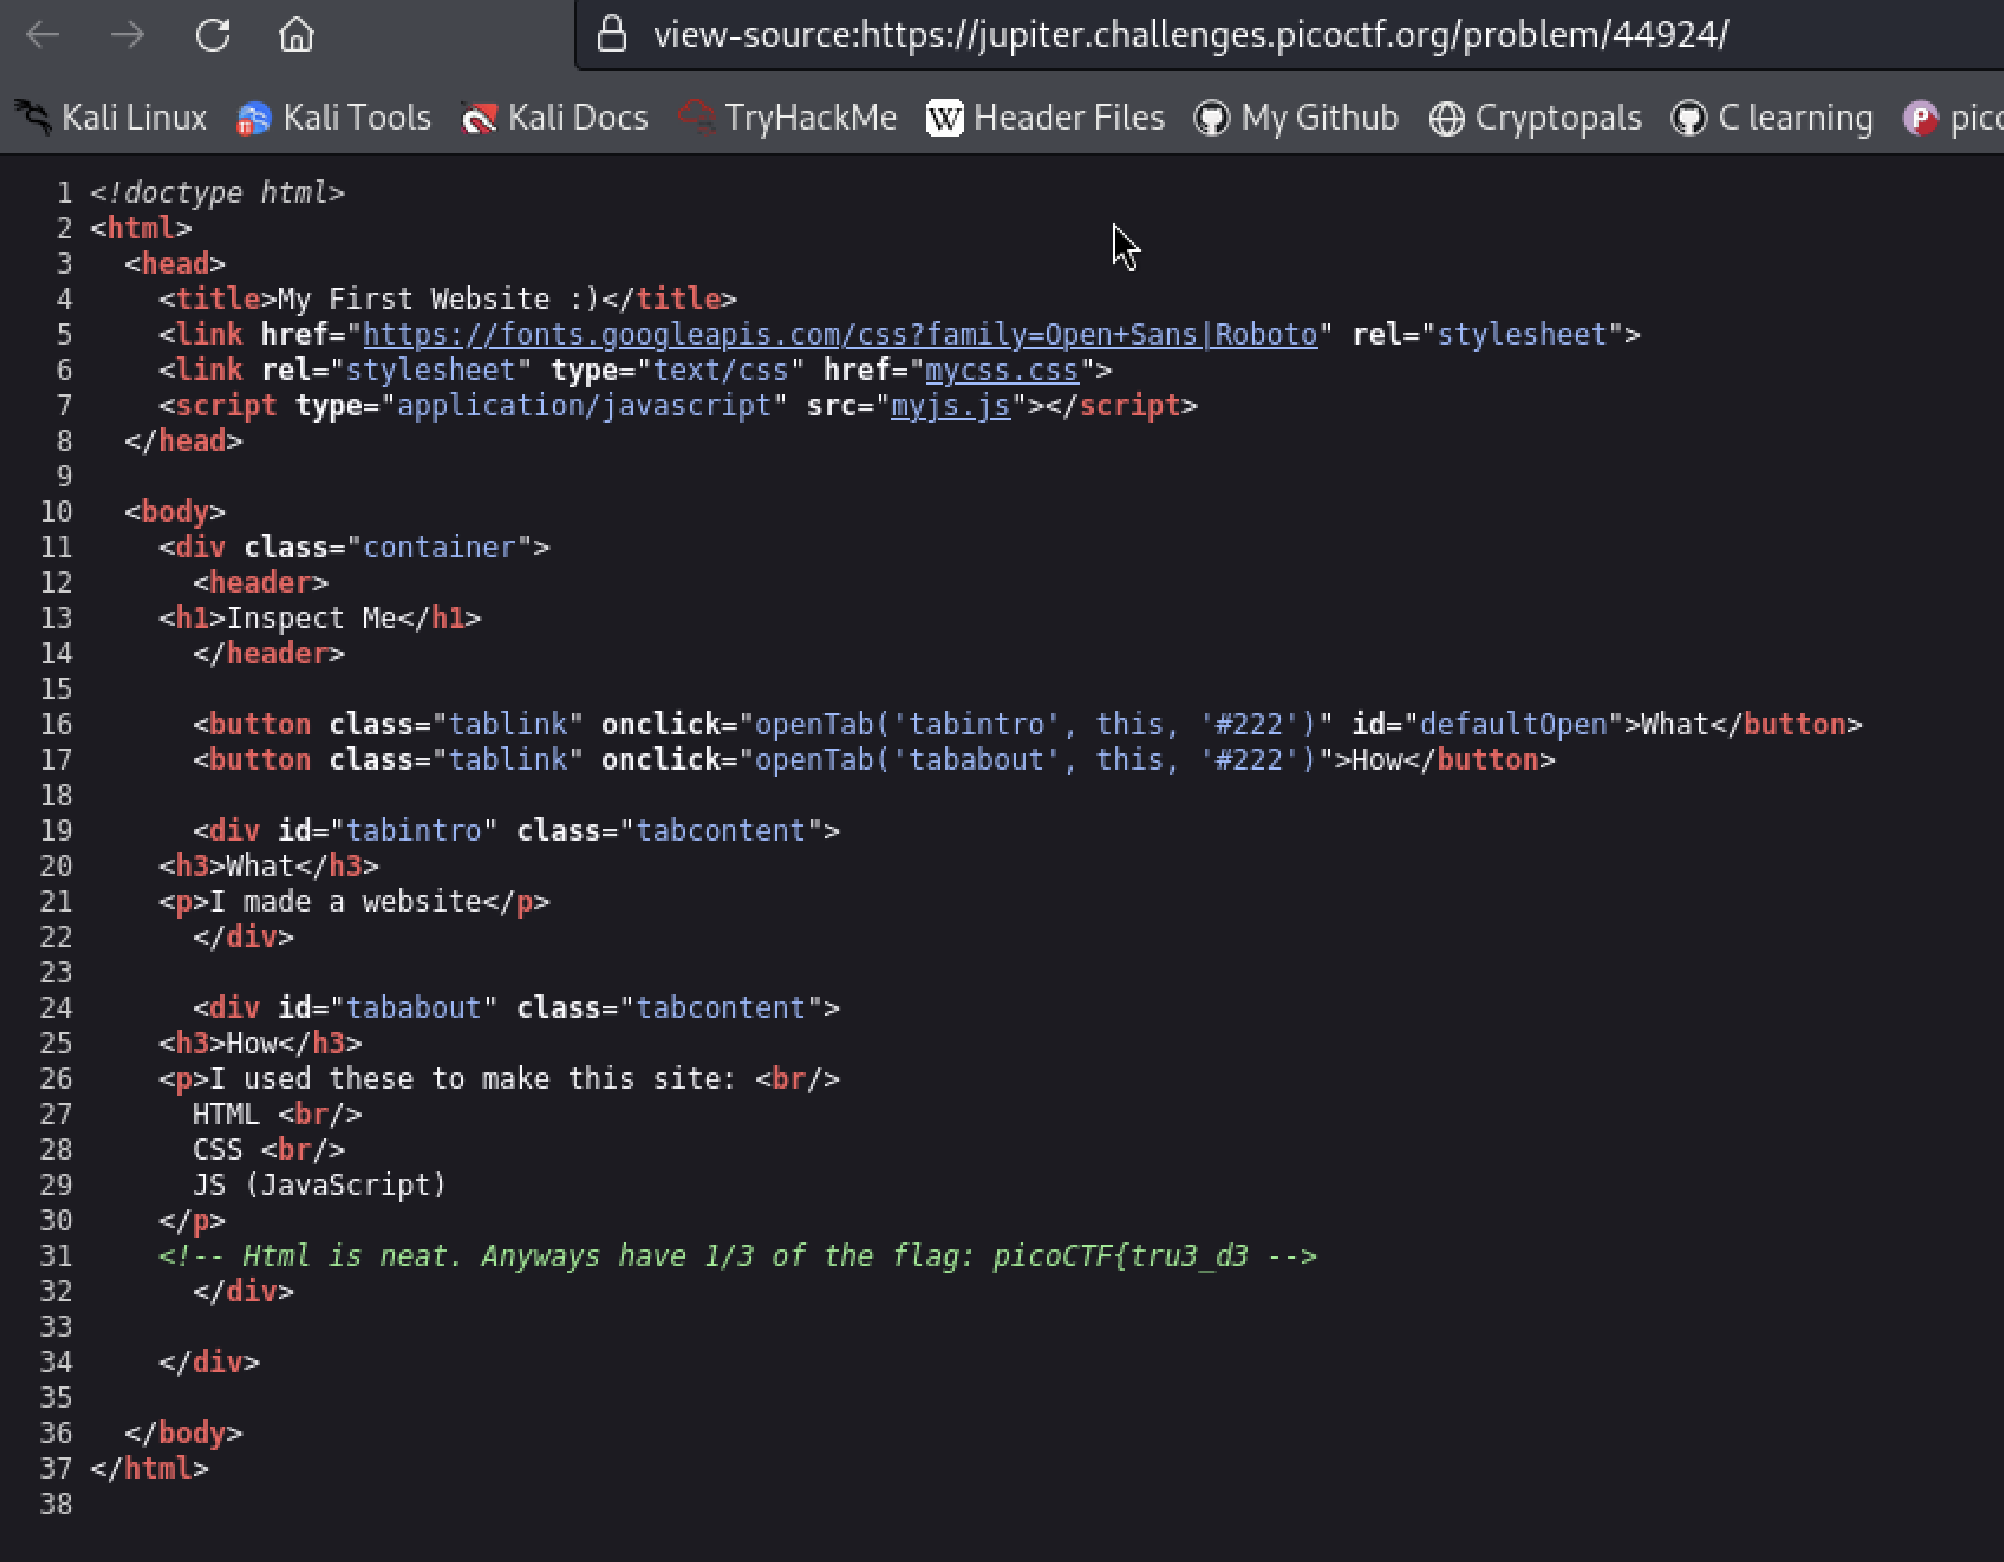 view-source:https://jupiter.challenges.picoctf.org/problem/44924/
Kali Linux Kali Tools Kali Docs TryHackMe W Header Files My Github Cryptopals C learning P pico
1 <!doctype html>
2 <html>
3   <head>
4     <title>My First Website :)</title>
5     <link href="https://fonts.googleapis.com/css?family=Open+Sans|Roboto" rel="stylesheet">
6     <link rel="stylesheet" type="text/css" href="mycss.css">
7     <script type="application/javascript" src="myjs.js"></script>
8   </head>
9
10   <body>
11     <div class="container">
12       <header>
13     <h1>Inspect Me</h1>
14       </header>
15
16       <button class="tablink" onclick="openTab('tabintro', this, '#222')" id="defaultOpen">What</button>
17       <button class="tablink" onclick="openTab('tababout', this, '#222')">How</button>
18
19       <div id="tabintro" class="tabcontent">
20     <h3>What</h3>
21     <p>I made a website</p>
22       </div>
23
24       <div id="tababout" class="tabcontent">
25     <h3>How</h3>
26     <p>I used these to make this site: <br/>
27       HTML <br/>
28       CSS <br/>
29       JS (JavaScript)
30     </p>
31     <!-- Html is neat. Anyways have 1/3 of the flag: picoCTF{tru3_d3 -->
32       </div>
33
34     </div>
35
36   </body>
37 </html>
38